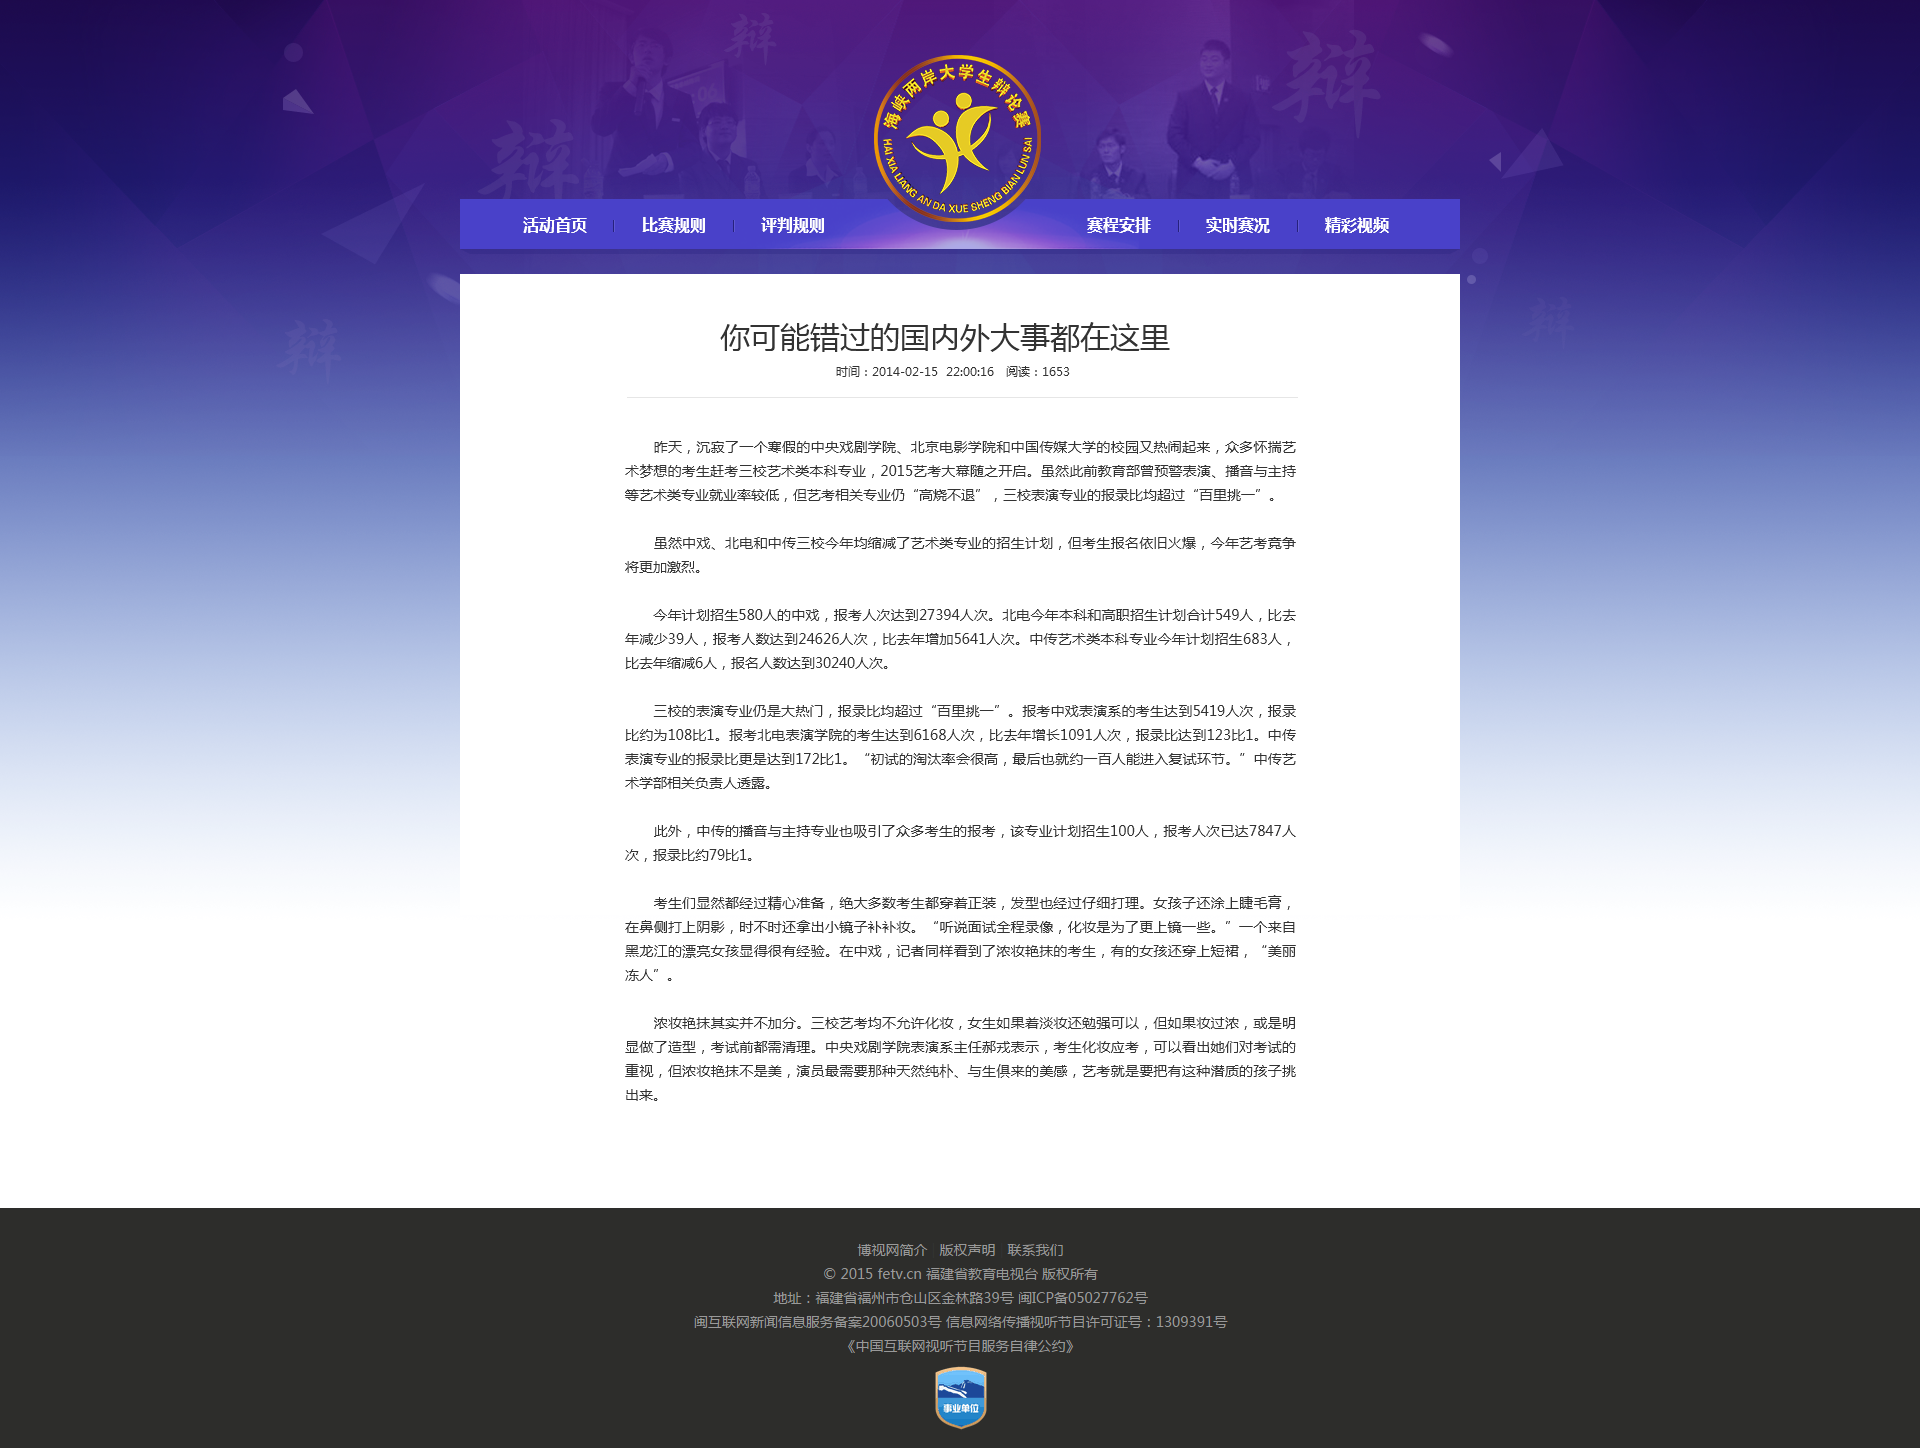 辩
辩
辩
辩
辩
辩
海峡两岸大学生辩论赛
HAI XIA LIANG AN DA XUE SHENG BIAN LUN SAI
活动首页 比赛规则 评判规则 赛程安排 实时赛况 精彩视频
你可能错过的国内外大事都在这里
时间：2014-02-15 22:00:16 阅读：1653
昨天，沉寂了一个寒假的中央戏剧学院、北京电影学院和中国传媒大学的校园又热闹起来，众多怀揣艺
术梦想的考生赶考三校艺术类本科专业，2015艺考大幕随之开启。虽然此前教育部曾预警表演、播音与主持
等艺术类专业就业率较低，但艺考相关专业仍“高烧不退”，三校表演专业的报录比均超过“百里挑一”。
虽然中戏、北电和中传三校今年均缩减了艺术类专业的招生计划，但考生报名依旧火爆，今年艺考竞争
将更加激烈。
今年计划招生580人的中戏，报考人次达到27394人次。北电今年本科和高职招生计划合计549人，比去
年减少39人，报考人数达到24626人次，比去年增加5641人次。中传艺术类本科专业今年计划招生683人，
比去年缩减6人，报名人数达到30240人次。
三校的表演专业仍是大热门，报录比均超过“百里挑一”。报考中戏表演系的考生达到5419人次，报录
比约为108比1。报考北电表演学院的考生达到6168人次，比去年增长1091人次，报录比达到123比1。中传
表演专业的报录比更是达到172比1。“初试的淘汰率会很高，最后也就约一百人能进入复试环节。”中传艺
术学部相关负责人透露。
此外，中传的播音与主持专业也吸引了众多考生的报考，该专业计划招生100人，报考人次已达7847人
次，报录比约79比1。
考生们显然都经过精心准备，绝大多数考生都穿着正装，发型也经过仔细打理。女孩子还涂上睫毛膏，
在鼻侧打上阴影，时不时还拿出小镜子补补妆。“听说面试全程录像，化妆是为了更上镜一些。”一个来自
黑龙江的漂亮女孩显得很有经验。在中戏，记者同样看到了浓妆艳抹的考生，有的女孩还穿上短裙，“美丽
冻人”。
浓妆艳抹其实并不加分。三校艺考均不允许化妆，女生如果着淡妆还勉强可以，但如果妆过浓，或是明
显做了造型，考试前都需清理。中央戏剧学院表演系主任郝戎表示，考生化妆应考，可以看出她们对考试的
重视，但浓妆艳抹不是美，演员最需要那种天然纯朴、与生俱来的美感，艺考就是要把有这种潜质的孩子挑
出来。
博视网简介 版权声明 联系我们
© 2015 fetv.cn 福建省教育电视台 版权所有
地址：福建省福州市仓山区金林路39号 闽ICP备05027762号
闽互联网新闻信息服务备案20060503号 信息网络传播视听节目许可证号：1309391号
《中国互联网视听节目服务自律公约》
事业单位